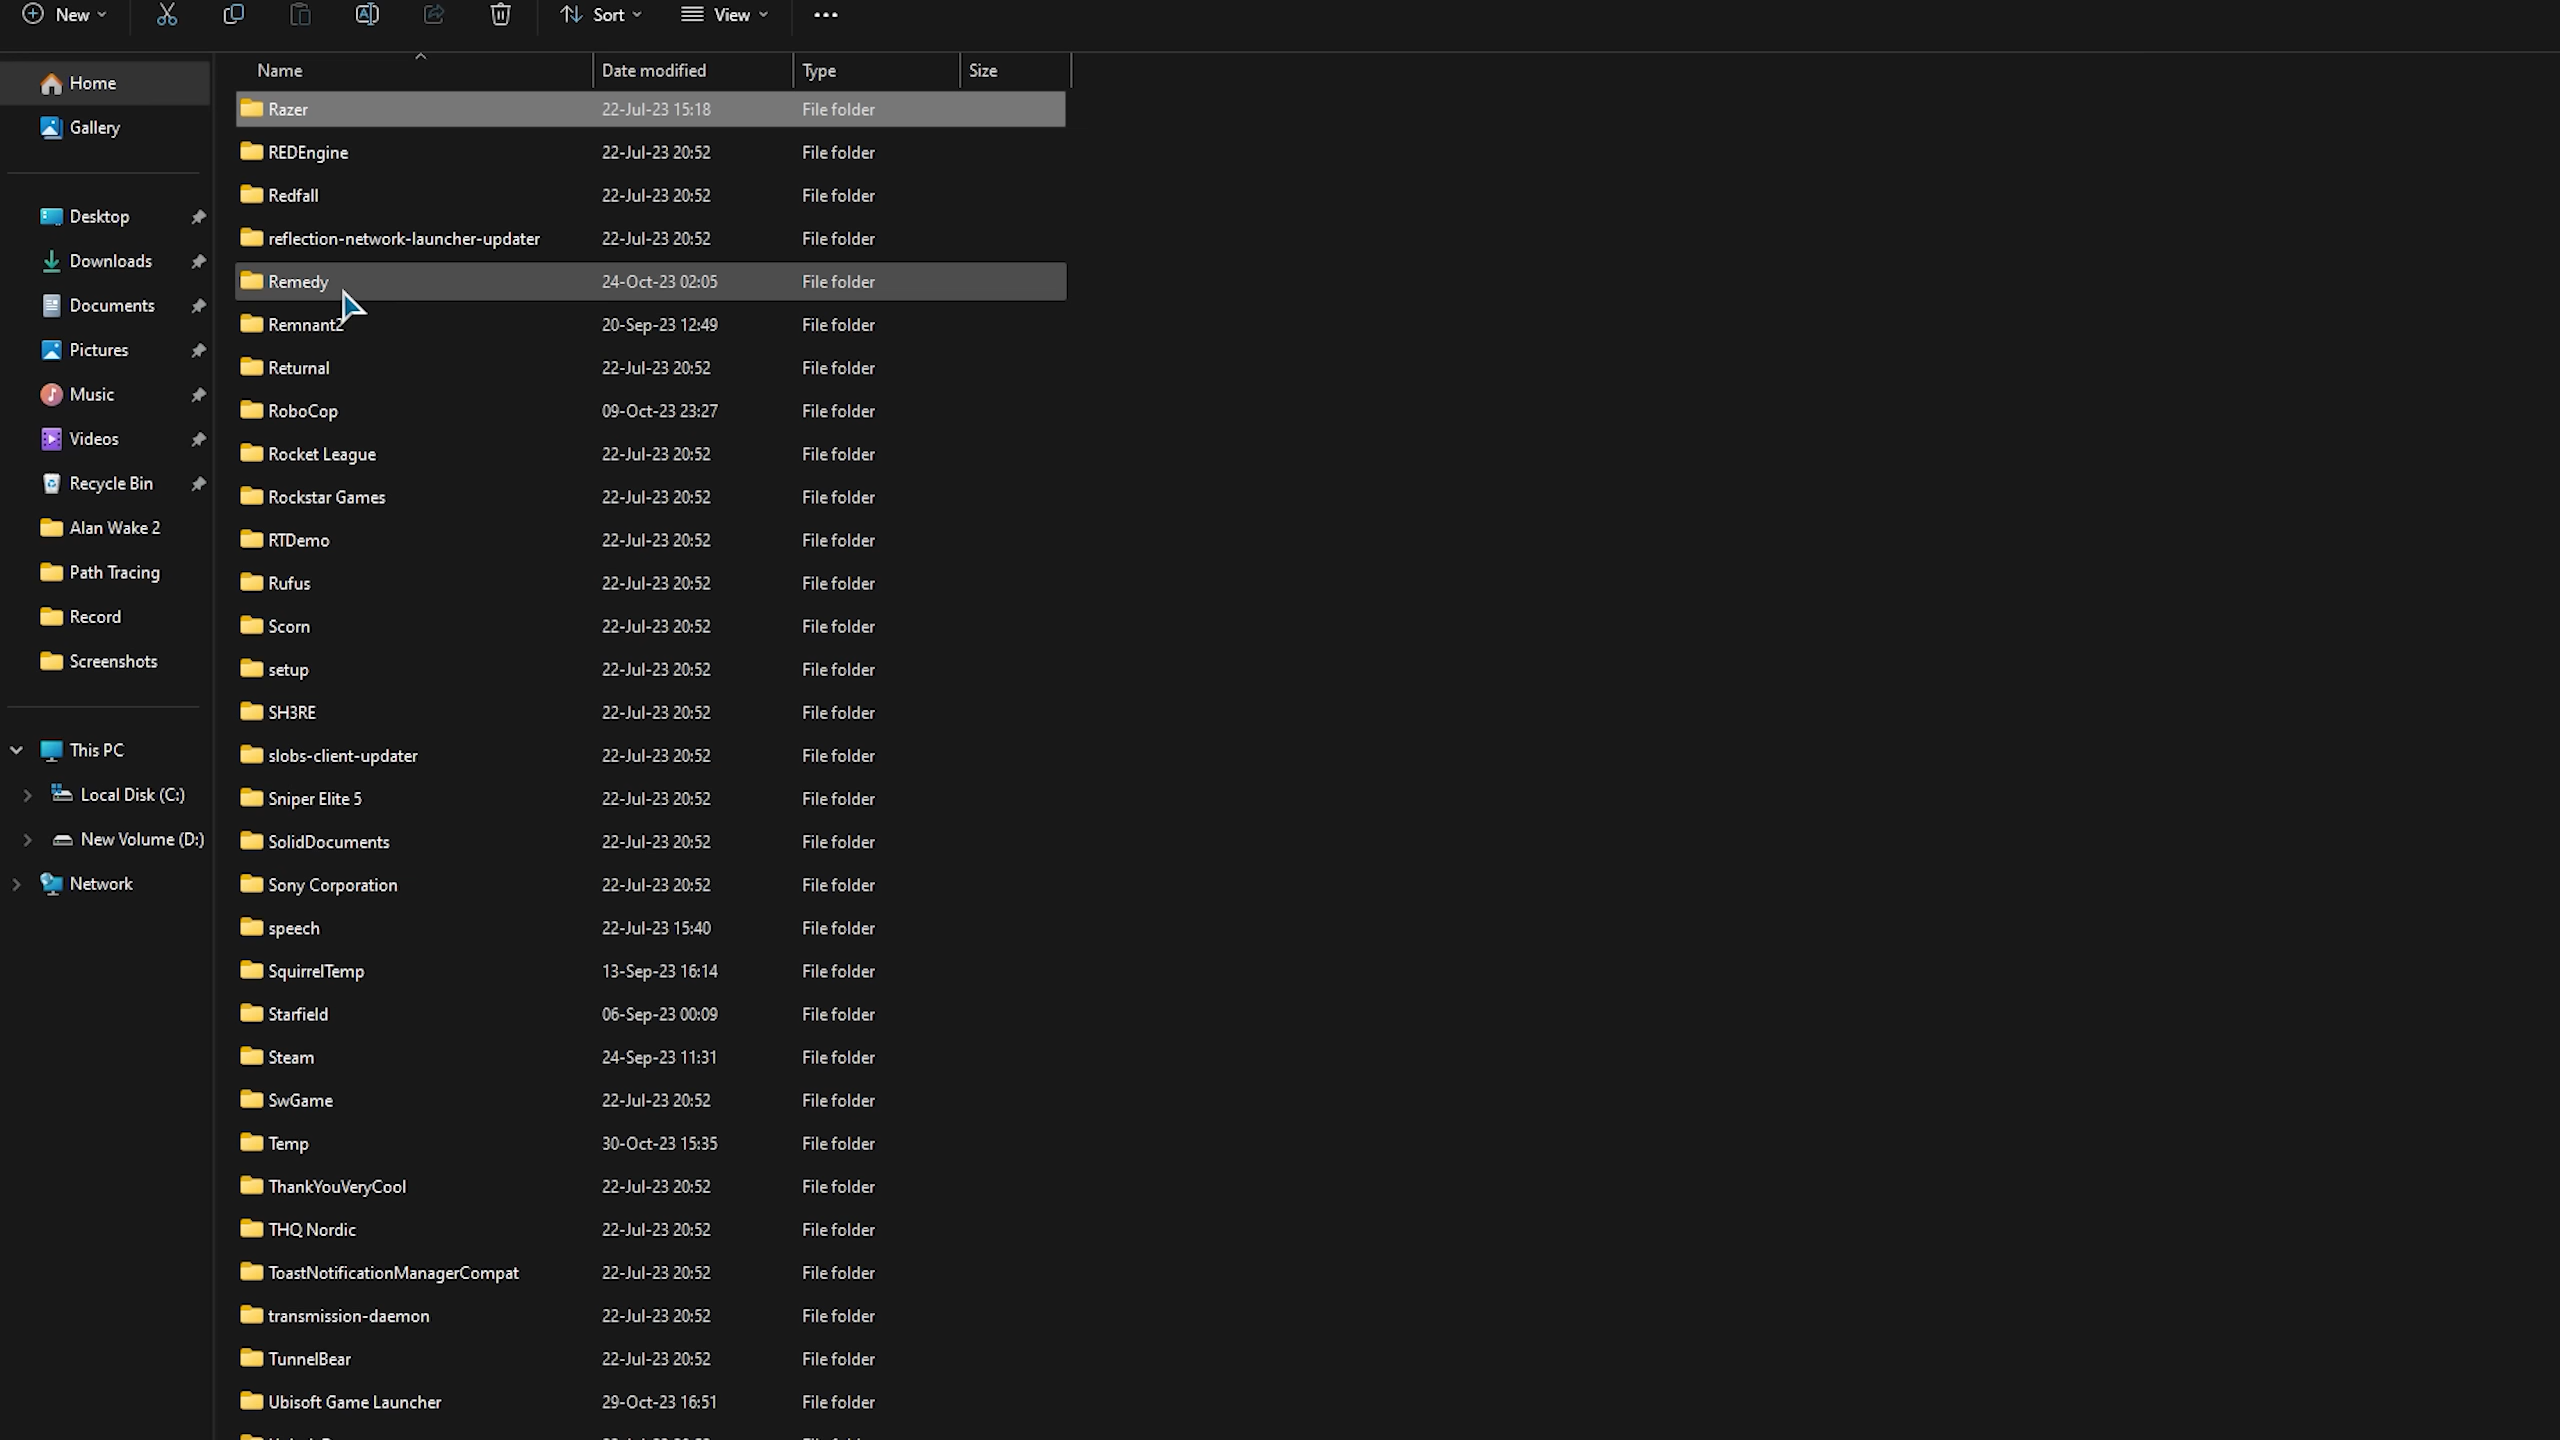 New Sort View
Name Date modified Type Size
Home
Gallery
Desktop
Downloads
Documents
Pictures
Music
Videos
Recycle Bin
Alan Wake 2
Path Tracing
Record
Screenshots
This PC
Local Disk (C:)
New Volume (D:)
Network
Razer 22-Jul-23 15:18 File folder
REDEngine 22-Jul-23 20:52 File folder
Redfall 22-Jul-23 20:52 File folder
reflection-network-launcher-updater 22-Jul-23 20:52 File folder
Remedy 24-Oct-23 02:05 File folder
Remnant2 20-Sep-23 12:49 File folder
Returnal 22-Jul-23 20:52 File folder
RoboCop 09-Oct-23 23:27 File folder
Rocket League 22-Jul-23 20:52 File folder
Rockstar Games 22-Jul-23 20:52 File folder
RTDemo 22-Jul-23 20:52 File folder
Rufus 22-Jul-23 20:52 File folder
Scorn 22-Jul-23 20:52 File folder
setup 22-Jul-23 20:52 File folder
SH3RE 22-Jul-23 20:52 File folder
slobs-client-updater 22-Jul-23 20:52 File folder
Sniper Elite 5 22-Jul-23 20:52 File folder
SolidDocuments 22-Jul-23 20:52 File folder
Sony Corporation 22-Jul-23 20:52 File folder
speech 22-Jul-23 15:40 File folder
SquirrelTemp 13-Sep-23 16:14 File folder
Starfield 06-Sep-23 00:09 File folder
Steam 24-Sep-23 11:31 File folder
SwGame 22-Jul-23 20:52 File folder
Temp 30-Oct-23 15:35 File folder
ThankYouVeryCool 22-Jul-23 20:52 File folder
THQ Nordic 22-Jul-23 20:52 File folder
ToastNotificationManagerCompat 22-Jul-23 20:52 File folder
transmission-daemon 22-Jul-23 20:52 File folder
TunnelBear 22-Jul-23 20:52 File folder
Ubisoft Game Launcher 29-Oct-23 16:51 File folder